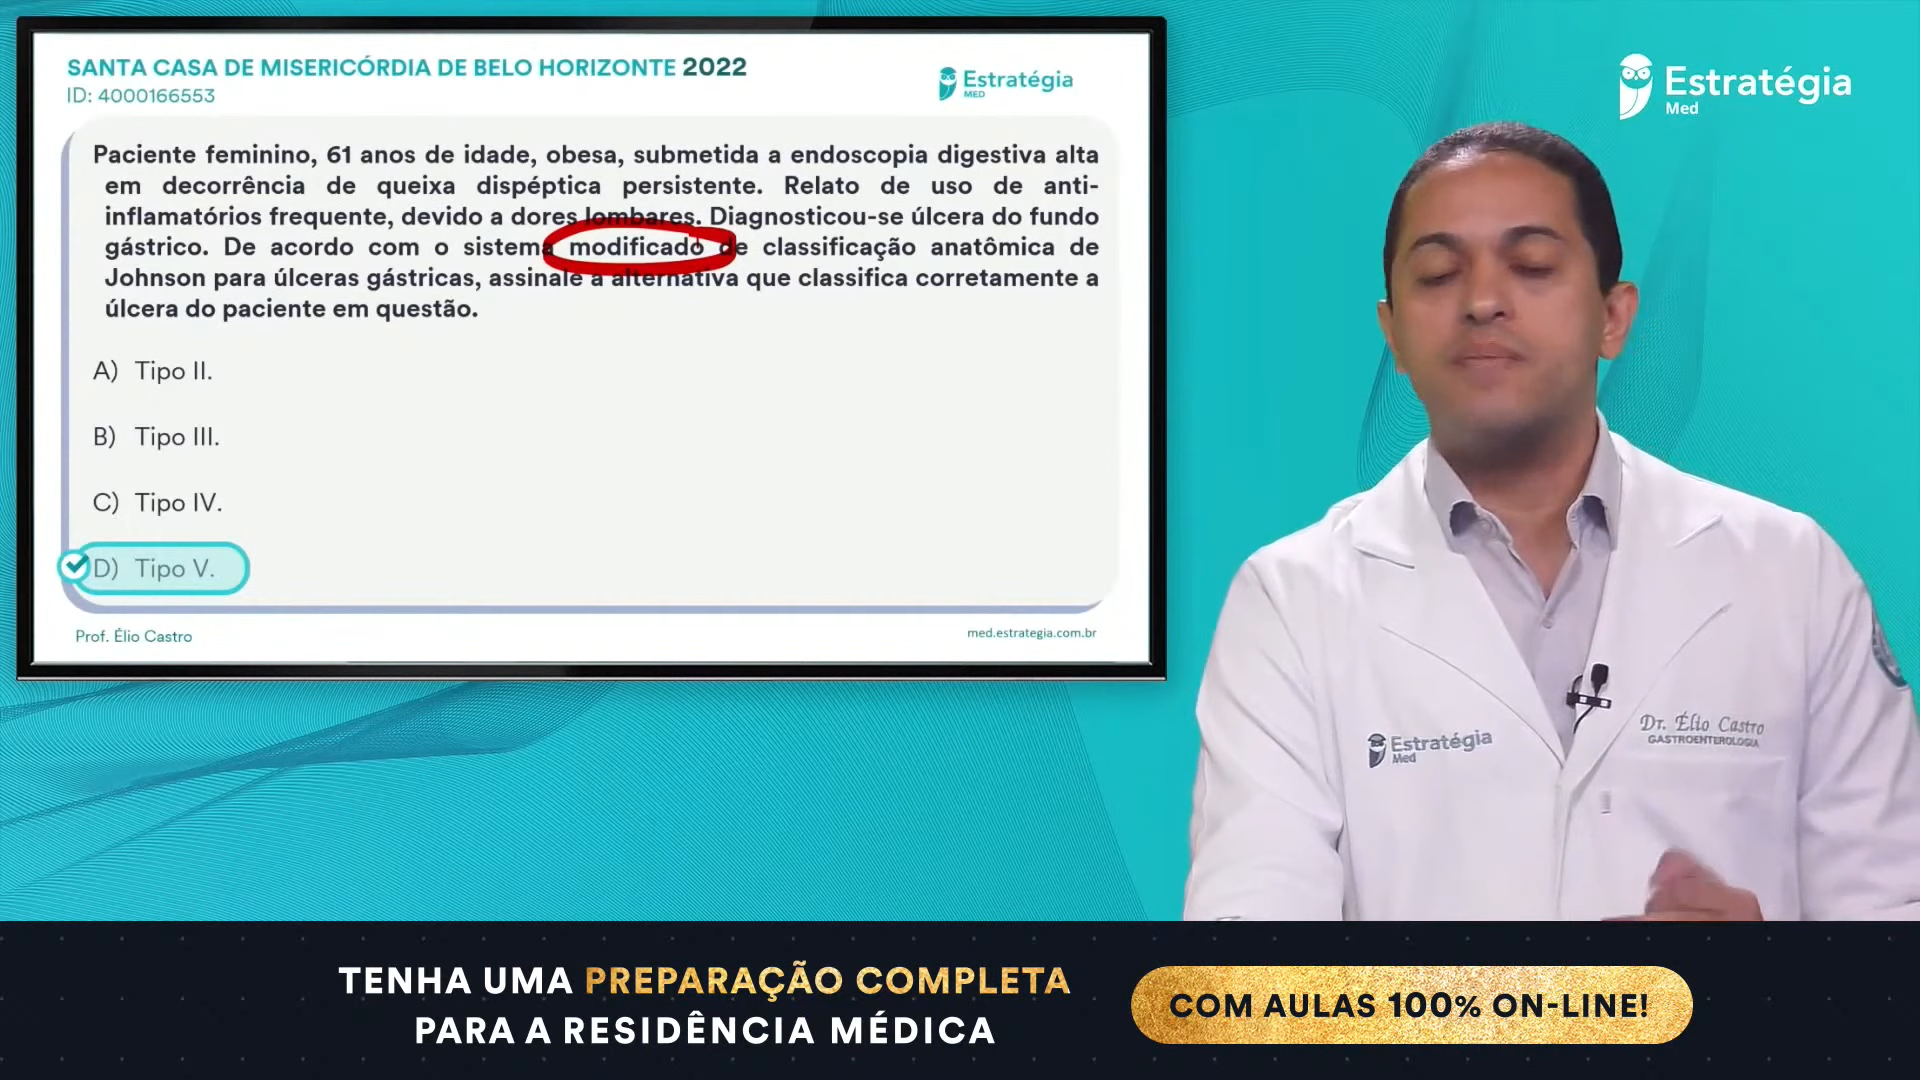 SANTA CASA DE MISERICÓRDIA DE BELO HORIZONTE 2022
ID: 4000166553
Estratégia
MED
Paciente feminino, 61 anos de idade, obesa, submetida a endoscopia digestiva alta
em decorrência de queixa dispéptica persistente. Relato de uso de anti-
inflamatórios frequente, devido a dores lombares. Diagnosticou-se úlcera do fundo
gástrico. De acordo com o sistema modificado de classificação anatômica de
Johnson para úlceras gástricas, assinale a alternativa que classifica corretamente a
úlcera do paciente em questão.
A) Tipo II.
B) Tipo III.
C) Tipo IV.
D) Tipo V.
Prof. Élio Castro
med.estrategia.com.br
Estratégia
Med
Estratégia
Med
Dr. Élio Castro
GASTROENTEROLOGIA
TENHA UMA PREPARAÇÃO COMPLETA
PARA A RESIDÊNCIA MÉDICA
COM AULAS 100% ON-LINE!